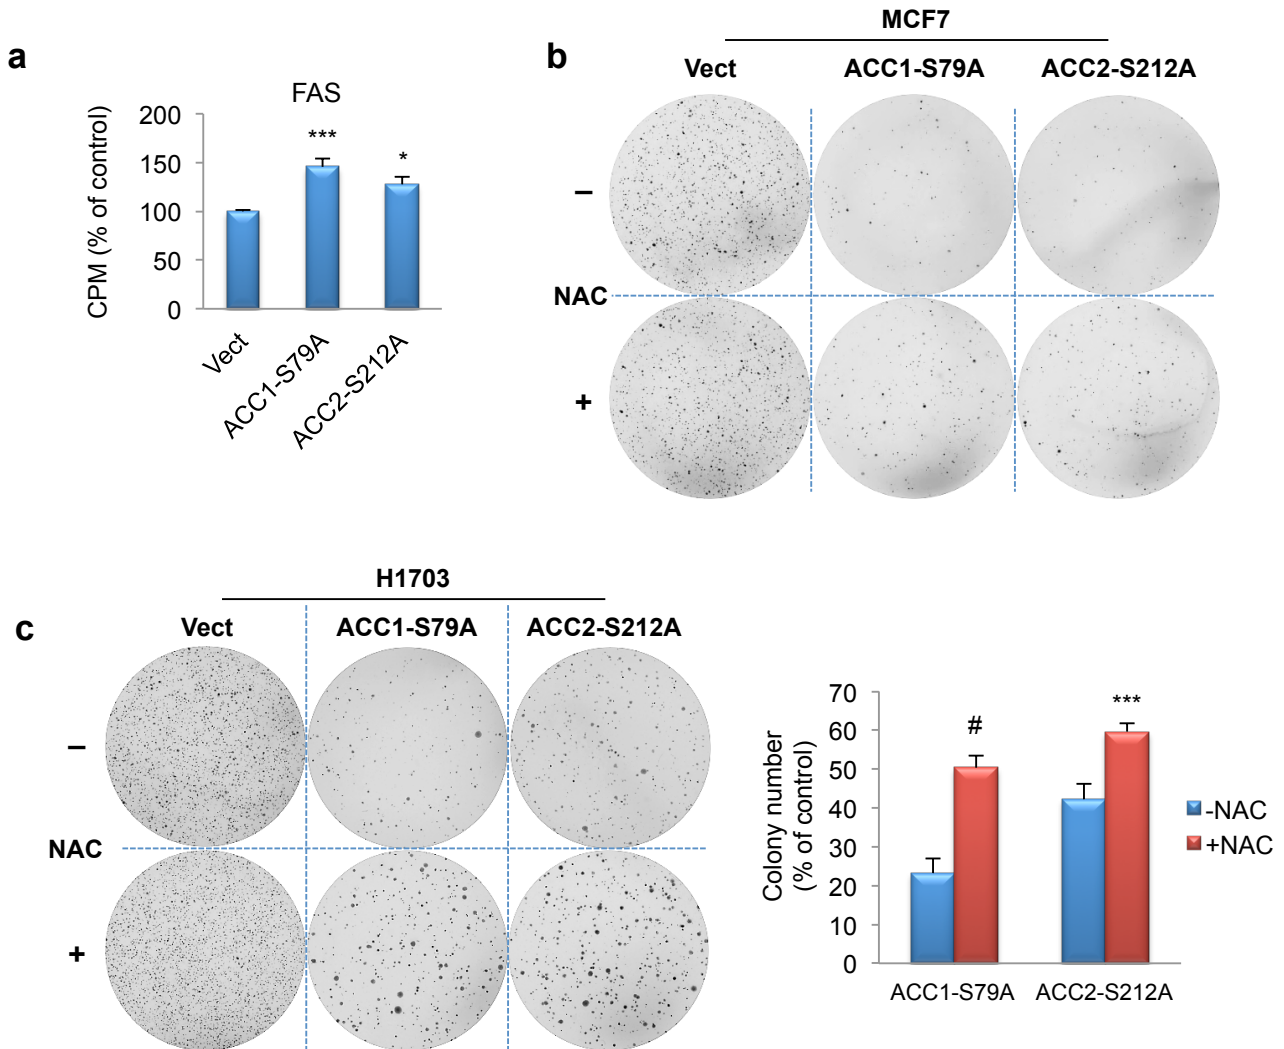 a
FAS
CPM (% of control)
200
150
100
50
0
***
*
Vect
ACC1-S79A
ACC2-S212A
b
MCF7
Vect
ACC1-S79A
ACC2-S212A
–
NAC
+
c
H1703
Vect
ACC1-S79A
ACC2-S212A
–
NAC
+
Colony number
(% of control)
70
60
50
40
30
20
10
0
#
***
ACC1-S79A
ACC2-S212A
-NAC
+NAC